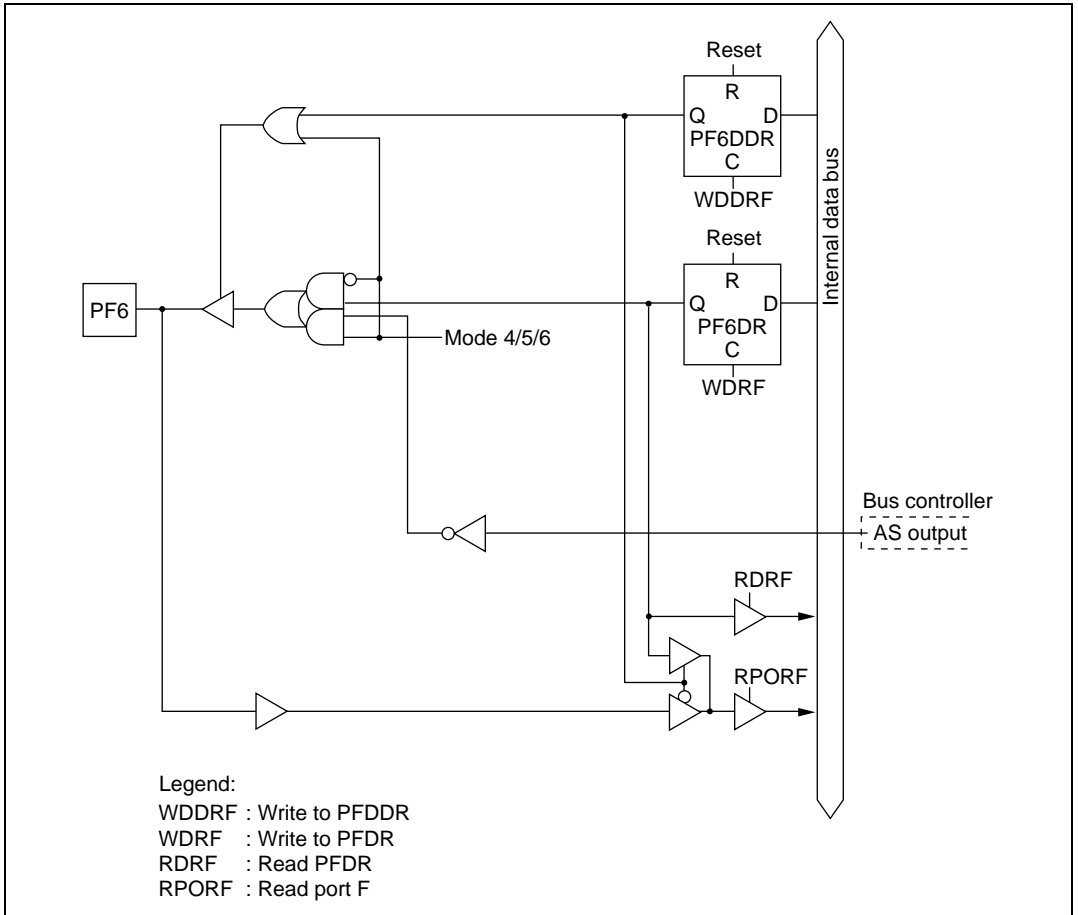 Reset
R
Q D
PF6DDR
C
WDDRF
Reset
R
Q D
PF6DR
C
WDRF
Internal data bus
PF6
Mode 4/5/6
Bus controller
AS output
RDRF
RPORF
Legend:
WDDRF : Write to PFDDR
WDRF : Write to PFDR
RDRF : Read PFDR
RPORF : Read port F